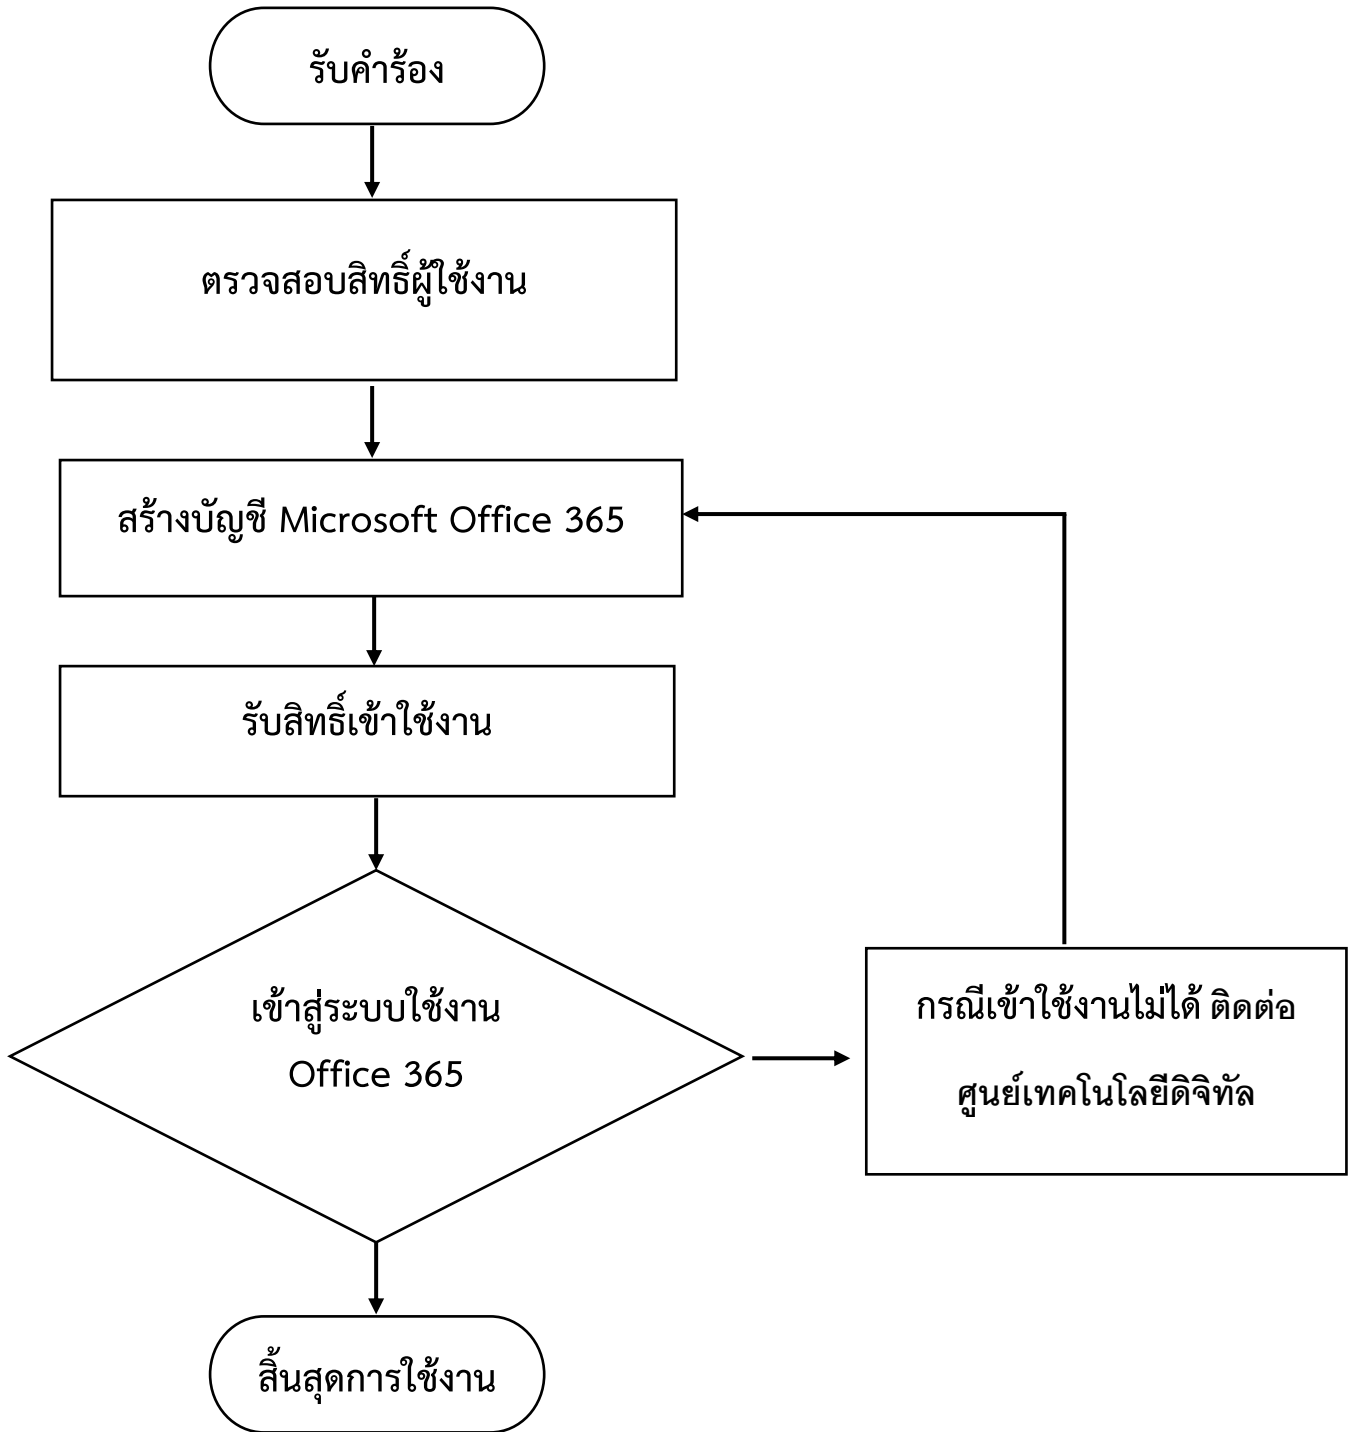 รับคำร้อง
ตรวจสอบสิทธิ์ผู้ใช้งาน
สร้างบัญชี Microsoft Office 365
รับสิทธิ์เข้าใช้งาน
เข้าสู่ระบบใช้งาน
Office 365
กรณีเข้าใช้งานไม่ได้ ติดต่อ
ศูนย์เทคโนโลยีดิจิทัล
สิ้นสุดการใช้งาน